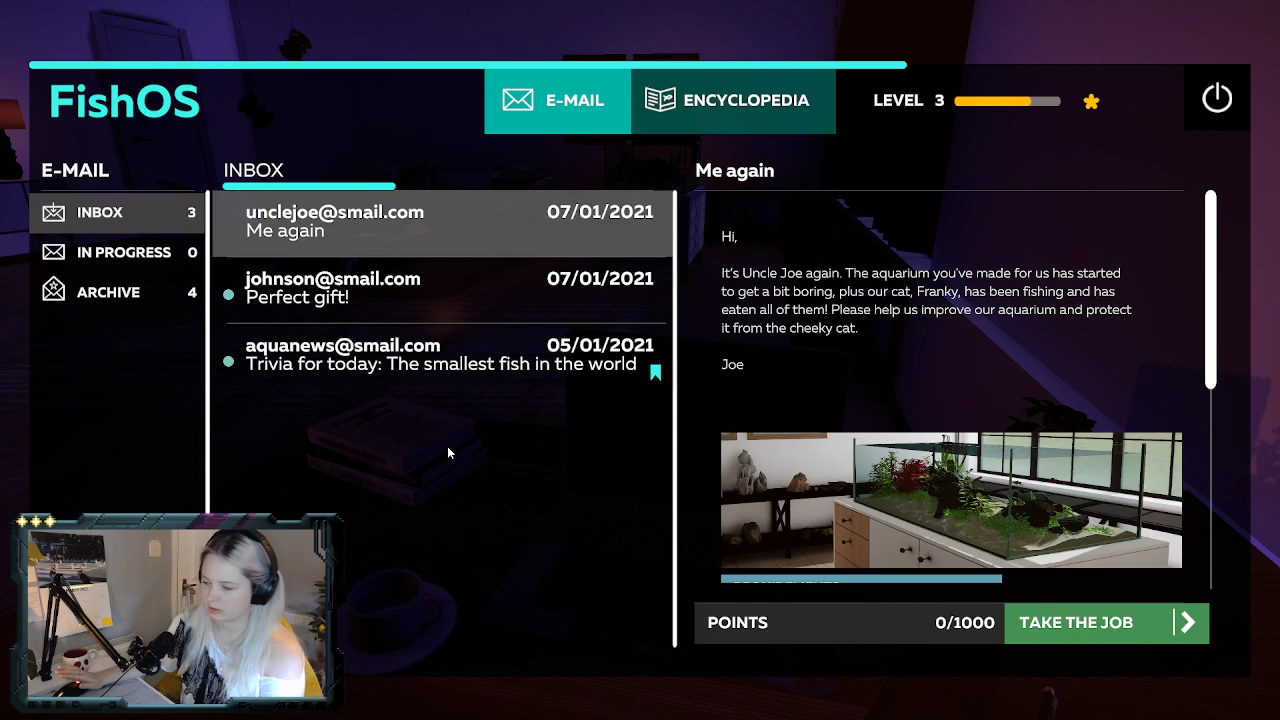 FishOS
E-MAIL
ENCYCLOPEDIA
LEVEL 3
E-MAIL
INBOX 3
IN PROGRESS 0
ARCHIVE 4
INBOX
unclejoe@smail.com 07/01/2021
Me again
johnson@smail.com 07/01/2021
Perfect gift!
aquanews@smail.com 05/01/2021
Trivia for today: The smallest fish in the world
Me again
Hi,
It's Uncle Joe again. The aquarium you've made for us has started
to get a bit boring, plus our cat, Franky, has been fishing and has
eaten all of them! Please help us improve our aquarium and protect
it from the cheeky cat.
Joe
POINTS 0/1000
TAKE THE JOB